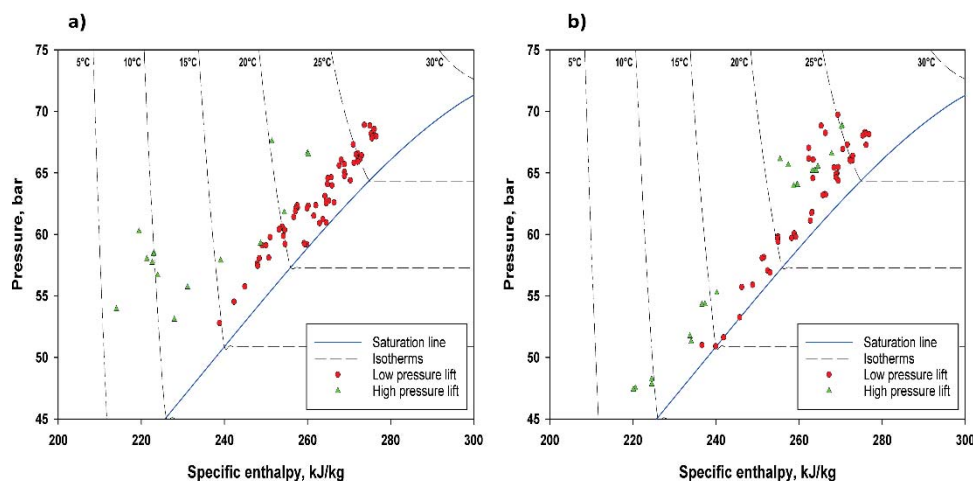 a)
Pressure, bar
75
70
65
60
55
50
45
5°C 10°C 15°C 20°C 25°C 30°C
Saturation line
Isotherms
Low pressure lift
High pressure lift
200 220 240 260 280 300
Specific enthalpy, kJ/kg
b)
Pressure, bar
75
70
65
60
55
50
45
5°C 10°C 15°C 20°C 25°C 30°C
Saturation line
Isotherms
Low pressure lift
High pressure lift
200 220 240 260 280 300
Specific enthalpy, kJ/kg